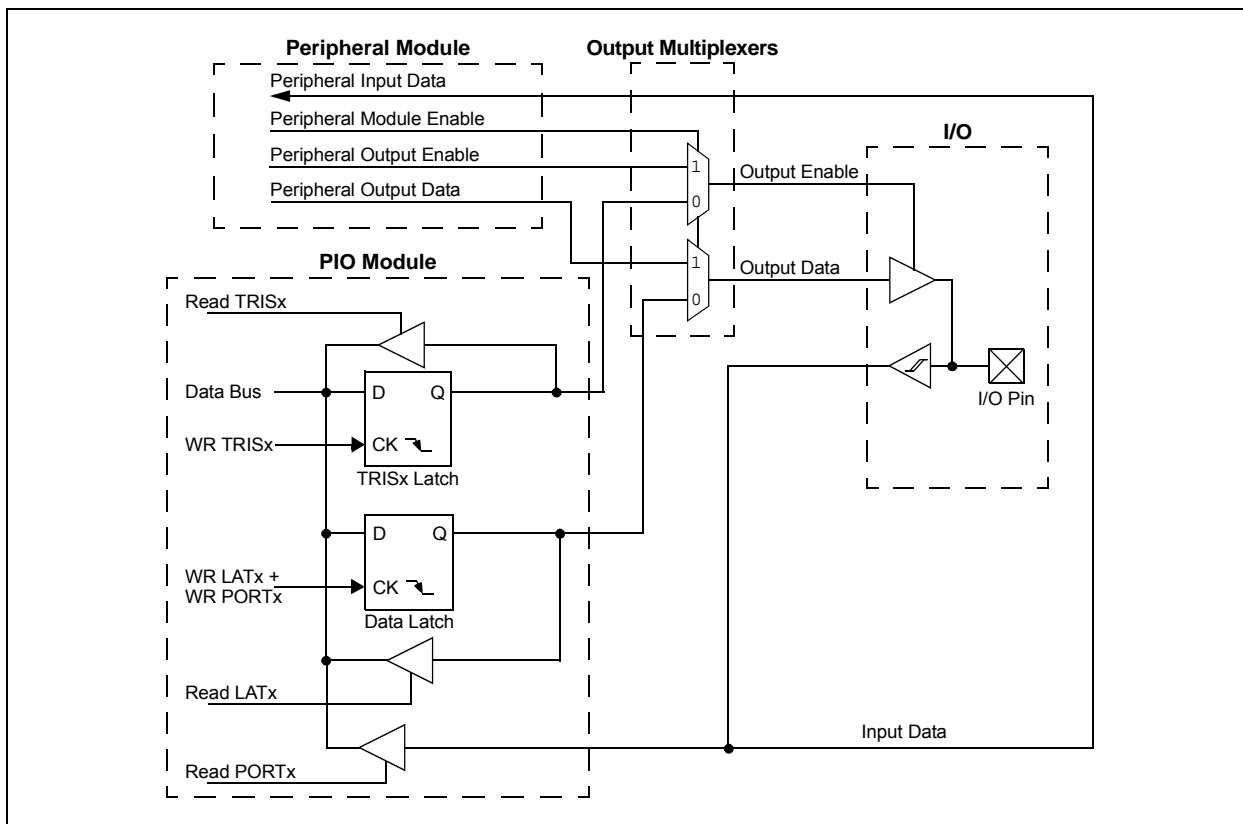 Peripheral Module
Output Multiplexers
Peripheral Input Data
Peripheral Module Enable
I/O
Peripheral Output Enable
1
Output Enable
Peripheral Output Data
0
PIO Module
1
Output Data
Read TRISx
0
Data Bus
D
Q
I/O Pin
WR TRISx
CK
TRISx Latch
D
Q
WR LATx +
WR PORTx
CK
Data Latch
Read LATx
Input Data
Read PORTx